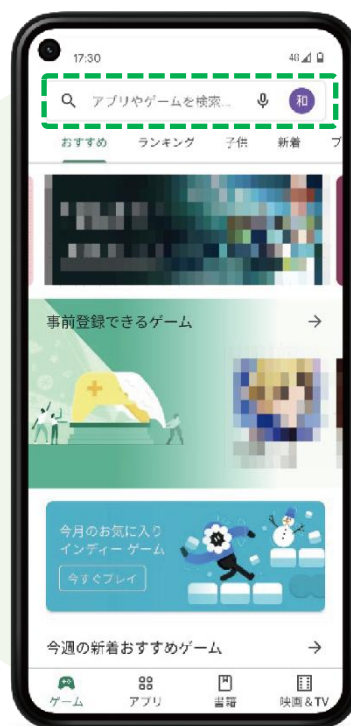 17:30
アプリやゲームを検索...
和
おすすめ ランキング 子供 新着
事前登録できるゲーム
今月のお気に入り
インディー ゲーム
今すぐプレイ
今週の新着おすすめゲーム
ゲーム アプリ 書籍 映画&TV